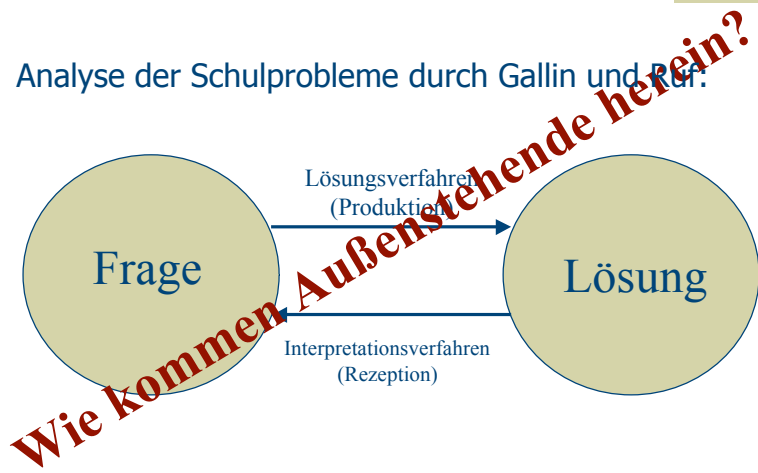 Analyse der Schulprobleme durch Gallin und Ruf:
Lösungsverfahren
(Produktion)
Frage
Lösung
Interpretationsverfahren
(Rezeption)
Wie kommen Außenstehende herein?